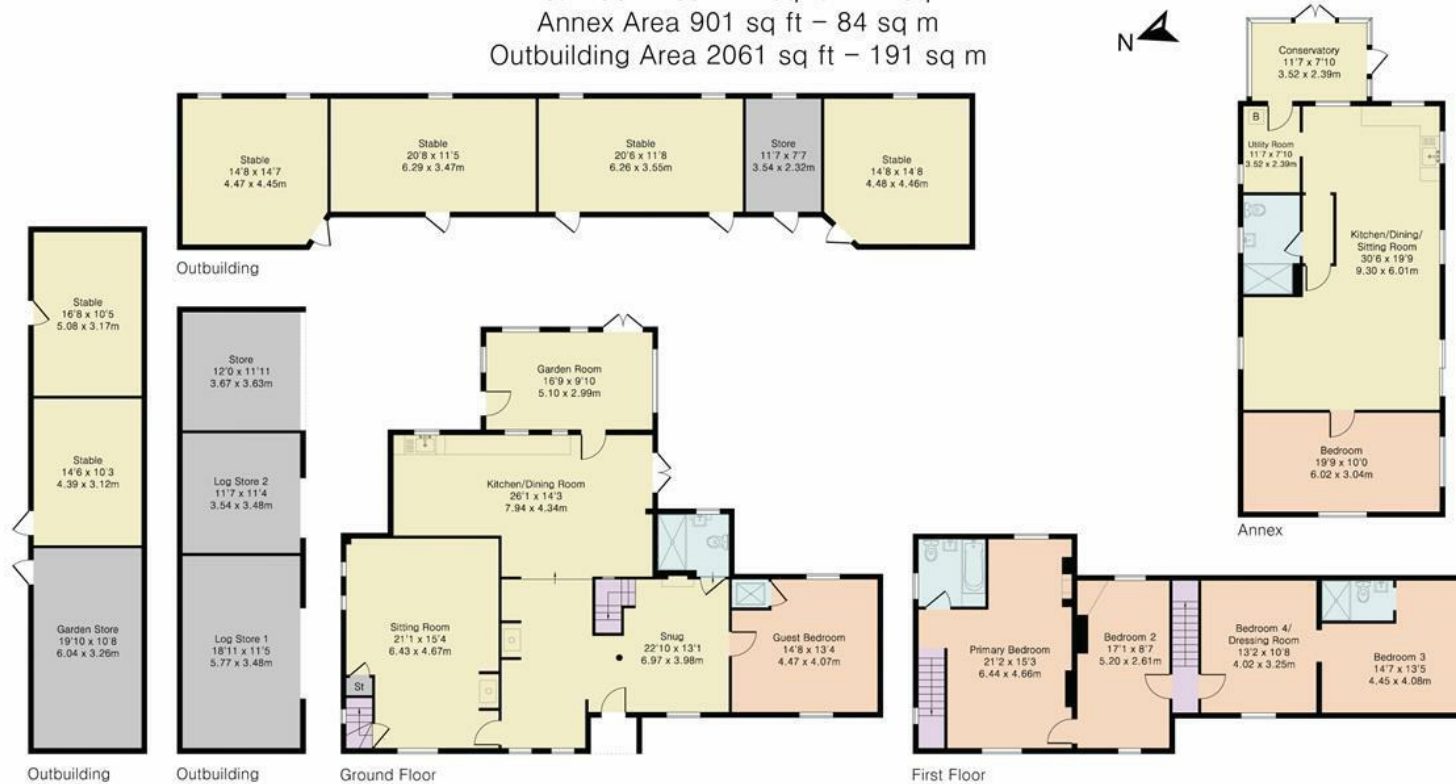 Annex Area 901 sq ft – 84 sq m
Outbuilding Area 2061 sq ft – 191 sq m
N
Conservatory
11'7 x 7'10
3.52 x 2.39m
B
Utility Room
11'7 x 7'10
3.52 x 2.39m
Kitchen/Dining/
Sitting Room
30'6 x 19'9
9.30 x 6.01m
Bedroom
19'9 x 10'0
6.02 x 3.04m
Annex
Stable
14'8 x 14'7
4.47 x 4.45m
Stable
20'8 x 11'5
6.29 x 3.47m
Stable
20'6 x 11'8
6.26 x 3.55m
Store
11'7 x 7'7
3.54 x 2.32m
Stable
14'8 x 14'8
4.48 x 4.46m
Outbuilding
Stable
16'8 x 10'5
5.08 x 3.17m
Stable
14'6 x 10'3
4.39 x 3.12m
Garden Store
19'10 x 10'8
6.04 x 3.26m
Outbuilding
Store
12'0 x 11'11
3.67 x 3.63m
Log Store 2
11'7 x 11'4
3.54 x 3.48m
Log Store 1
18'11 x 11'5
5.77 x 3.48m
Outbuilding
Garden Room
16'9 x 9'10
5.10 x 2.99m
Kitchen/Dining Room
26'1 x 14'3
7.94 x 4.34m
Sitting Room
21'1 x 15'4
6.43 x 4.67m
St
Snug
22'10 x 13'1
6.97 x 3.98m
Guest Bedroom
14'8 x 13'4
4.47 x 4.07m
Ground Floor
Primary Bedroom
21'2 x 15'3
6.44 x 4.66m
Bedroom 2
17'1 x 8'7
5.20 x 2.61m
Bedroom 4/
Dressing Room
13'2 x 10'8
4.02 x 3.25m
Bedroom 3
14'7 x 13'5
4.45 x 4.08m
First Floor